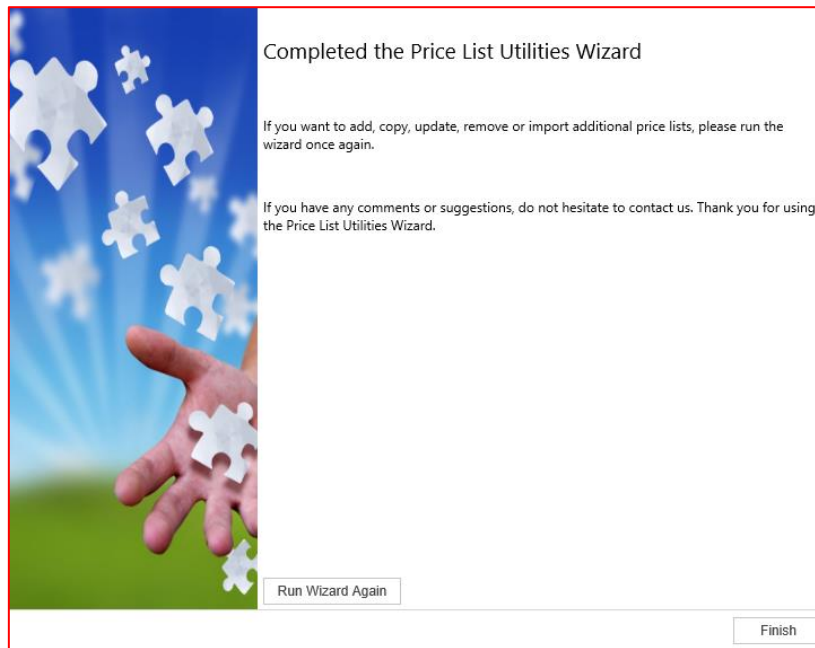 Completed the Price List Utilities Wizard
If you want to add, copy, update, remove or import additional price lists, please run the
wizard once again.
If you have any comments or suggestions, do not hesitate to contact us. Thank you for using
the Price List Utilities Wizard.
Run Wizard Again
Finish